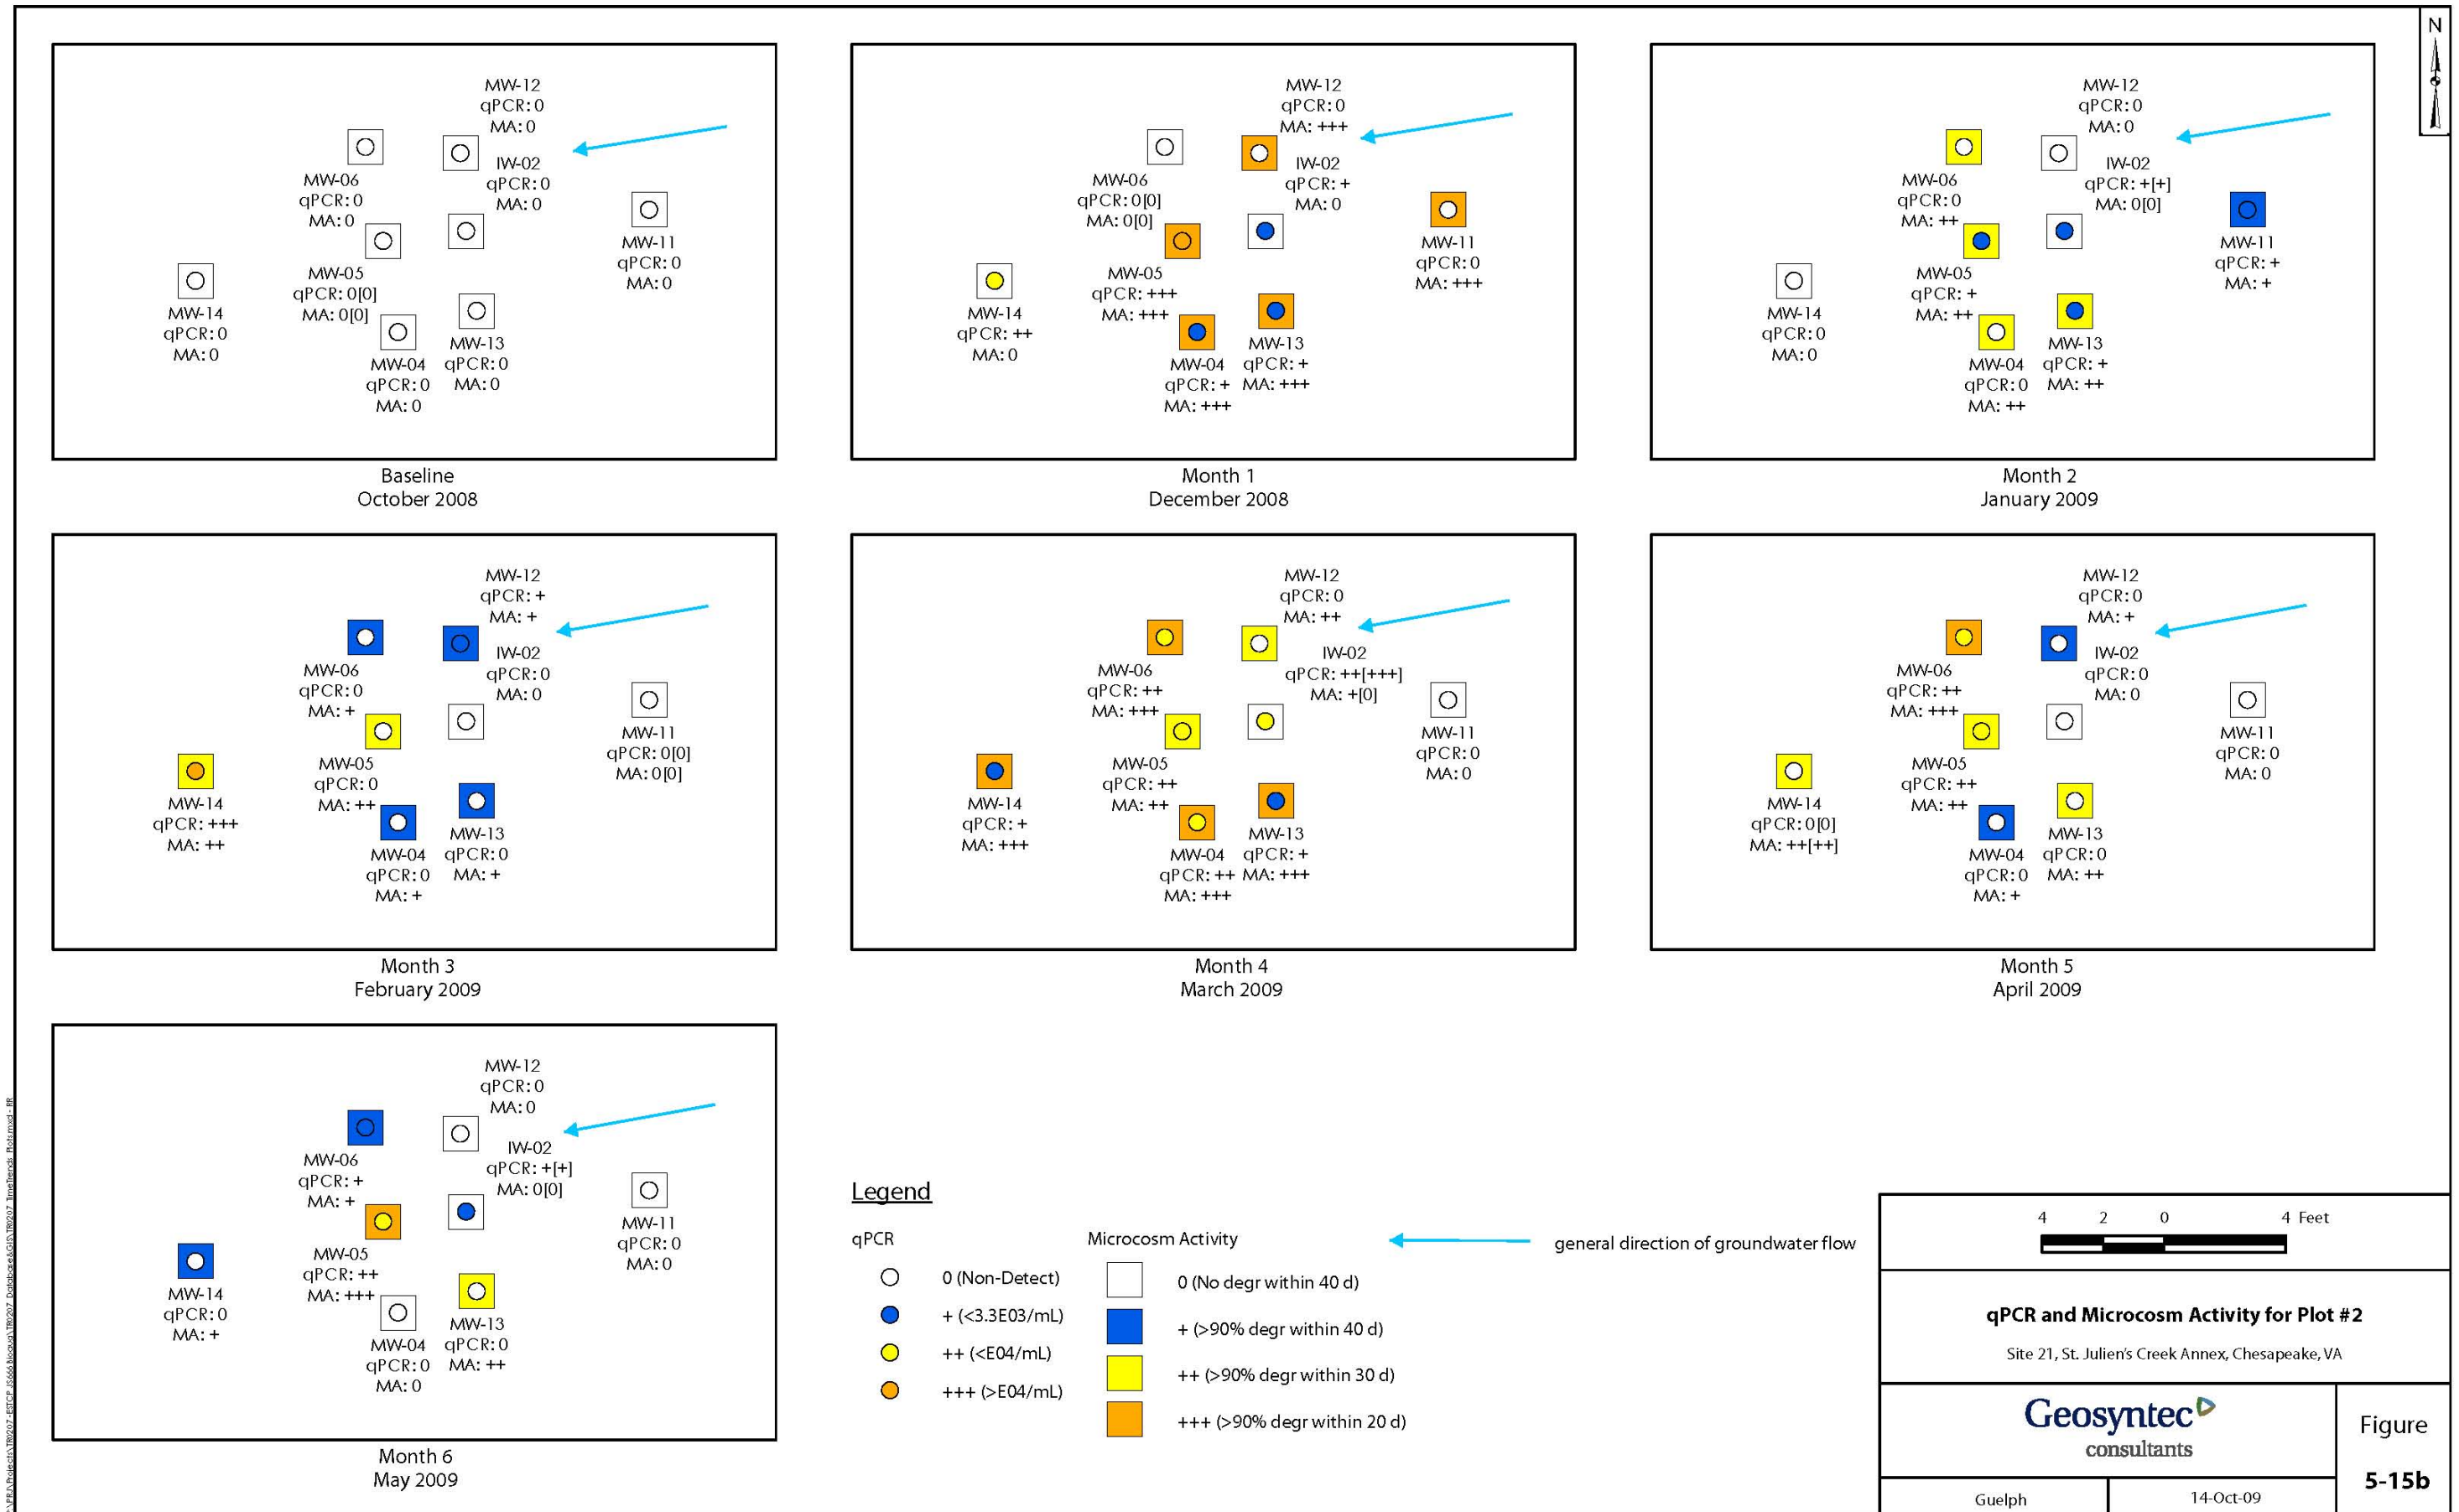 N
MW-12
qPCR: 0
MA: 0
IW-02
qPCR: 0
MA: 0
MW-06
qPCR: 0
MA: 0
MW-11
qPCR: 0
MA: 0
MW-05
qPCR: 0[0]
MA: 0[0]
MW-14
qPCR: 0
MA: 0
MW-04
qPCR: 0
MA: 0
MW-13
qPCR: 0
MA: 0
Baseline
October 2008
MW-12
qPCR: 0
MA: +++
IW-02
qPCR: +
MA: 0
MW-06
qPCR: 0[0]
MA: 0[0]
MW-11
qPCR: 0
MA: +++
MW-05
qPCR: +++
MA: +++
MW-14
qPCR: ++
MA: 0
MW-04
qPCR: +
MA: +++
MW-13
qPCR: +
MA: +++
Month 1
December 2008
MW-12
qPCR: 0
MA: 0
IW-02
qPCR: +[+]
MA: 0[0]
MW-06
qPCR: 0
MA: ++
MW-11
qPCR: +
MA: +
MW-05
qPCR: +
MA: ++
MW-14
qPCR: 0
MA: 0
MW-04
qPCR: 0
MA: ++
MW-13
qPCR: +
MA: ++
Month 2
January 2009
MW-12
qPCR: +
MA: +
IW-02
qPCR: 0
MA: 0
MW-06
qPCR: 0
MA: +
MW-11
qPCR: 0[0]
MA: 0[0]
MW-05
qPCR: 0
MA: ++
MW-14
qPCR: +++
MA: ++
MW-04
qPCR: 0
MA: +
MW-13
qPCR: 0
MA: +
Month 3
February 2009
MW-12
qPCR: 0
MA: ++
IW-02
qPCR: ++[+++]
MA: +[0]
MW-06
qPCR: ++
MA: +++
MW-11
qPCR: 0
MA: 0
MW-05
qPCR: ++
MA: ++
MW-14
qPCR: +
MA: +++
MW-04
qPCR: ++
MA: +++
MW-13
qPCR: +
MA: +++
Month 4
March 2009
MW-12
qPCR: 0
MA: +
IW-02
qPCR: 0
MA: 0
MW-06
qPCR: ++
MA: +++
MW-11
qPCR: 0
MA: 0
MW-05
qPCR: ++
MA: ++
MW-14
qPCR: 0[0]
MA: ++[++]
MW-04
qPCR: 0
MA: +
MW-13
qPCR: 0
MA: ++
Month 5
April 2009
MW-12
qPCR: 0
MA: 0
IW-02
qPCR: +[+]
MA: 0[0]
MW-06
qPCR: +
MA: +
MW-11
qPCR: 0
MA: 0
MW-05
qPCR: ++
MA: +++
MW-14
qPCR: 0
MA: +
MW-04
qPCR: 0
MA: 0
MW-13
qPCR: 0
MA: ++
Month 6
May 2009
Legend
qPCR
0 (Non-Detect)
+ (<3.3E03/mL)
++ (<E04/mL)
+++ (>E04/mL)
Microcosm Activity
0 (No degr within 40 d)
+ (>90% degr within 40 d)
++ (>90% degr within 30 d)
+++ (>90% degr within 20 d)
general direction of groundwater flow
4 2 0 4 Feet
qPCR and Microcosm Activity for Plot #2
Site 21, St. Julien's Creek Annex, Chesapeake, VA
Geosyntec
consultants
Figure
5-15b
Guelph
14-Oct-09